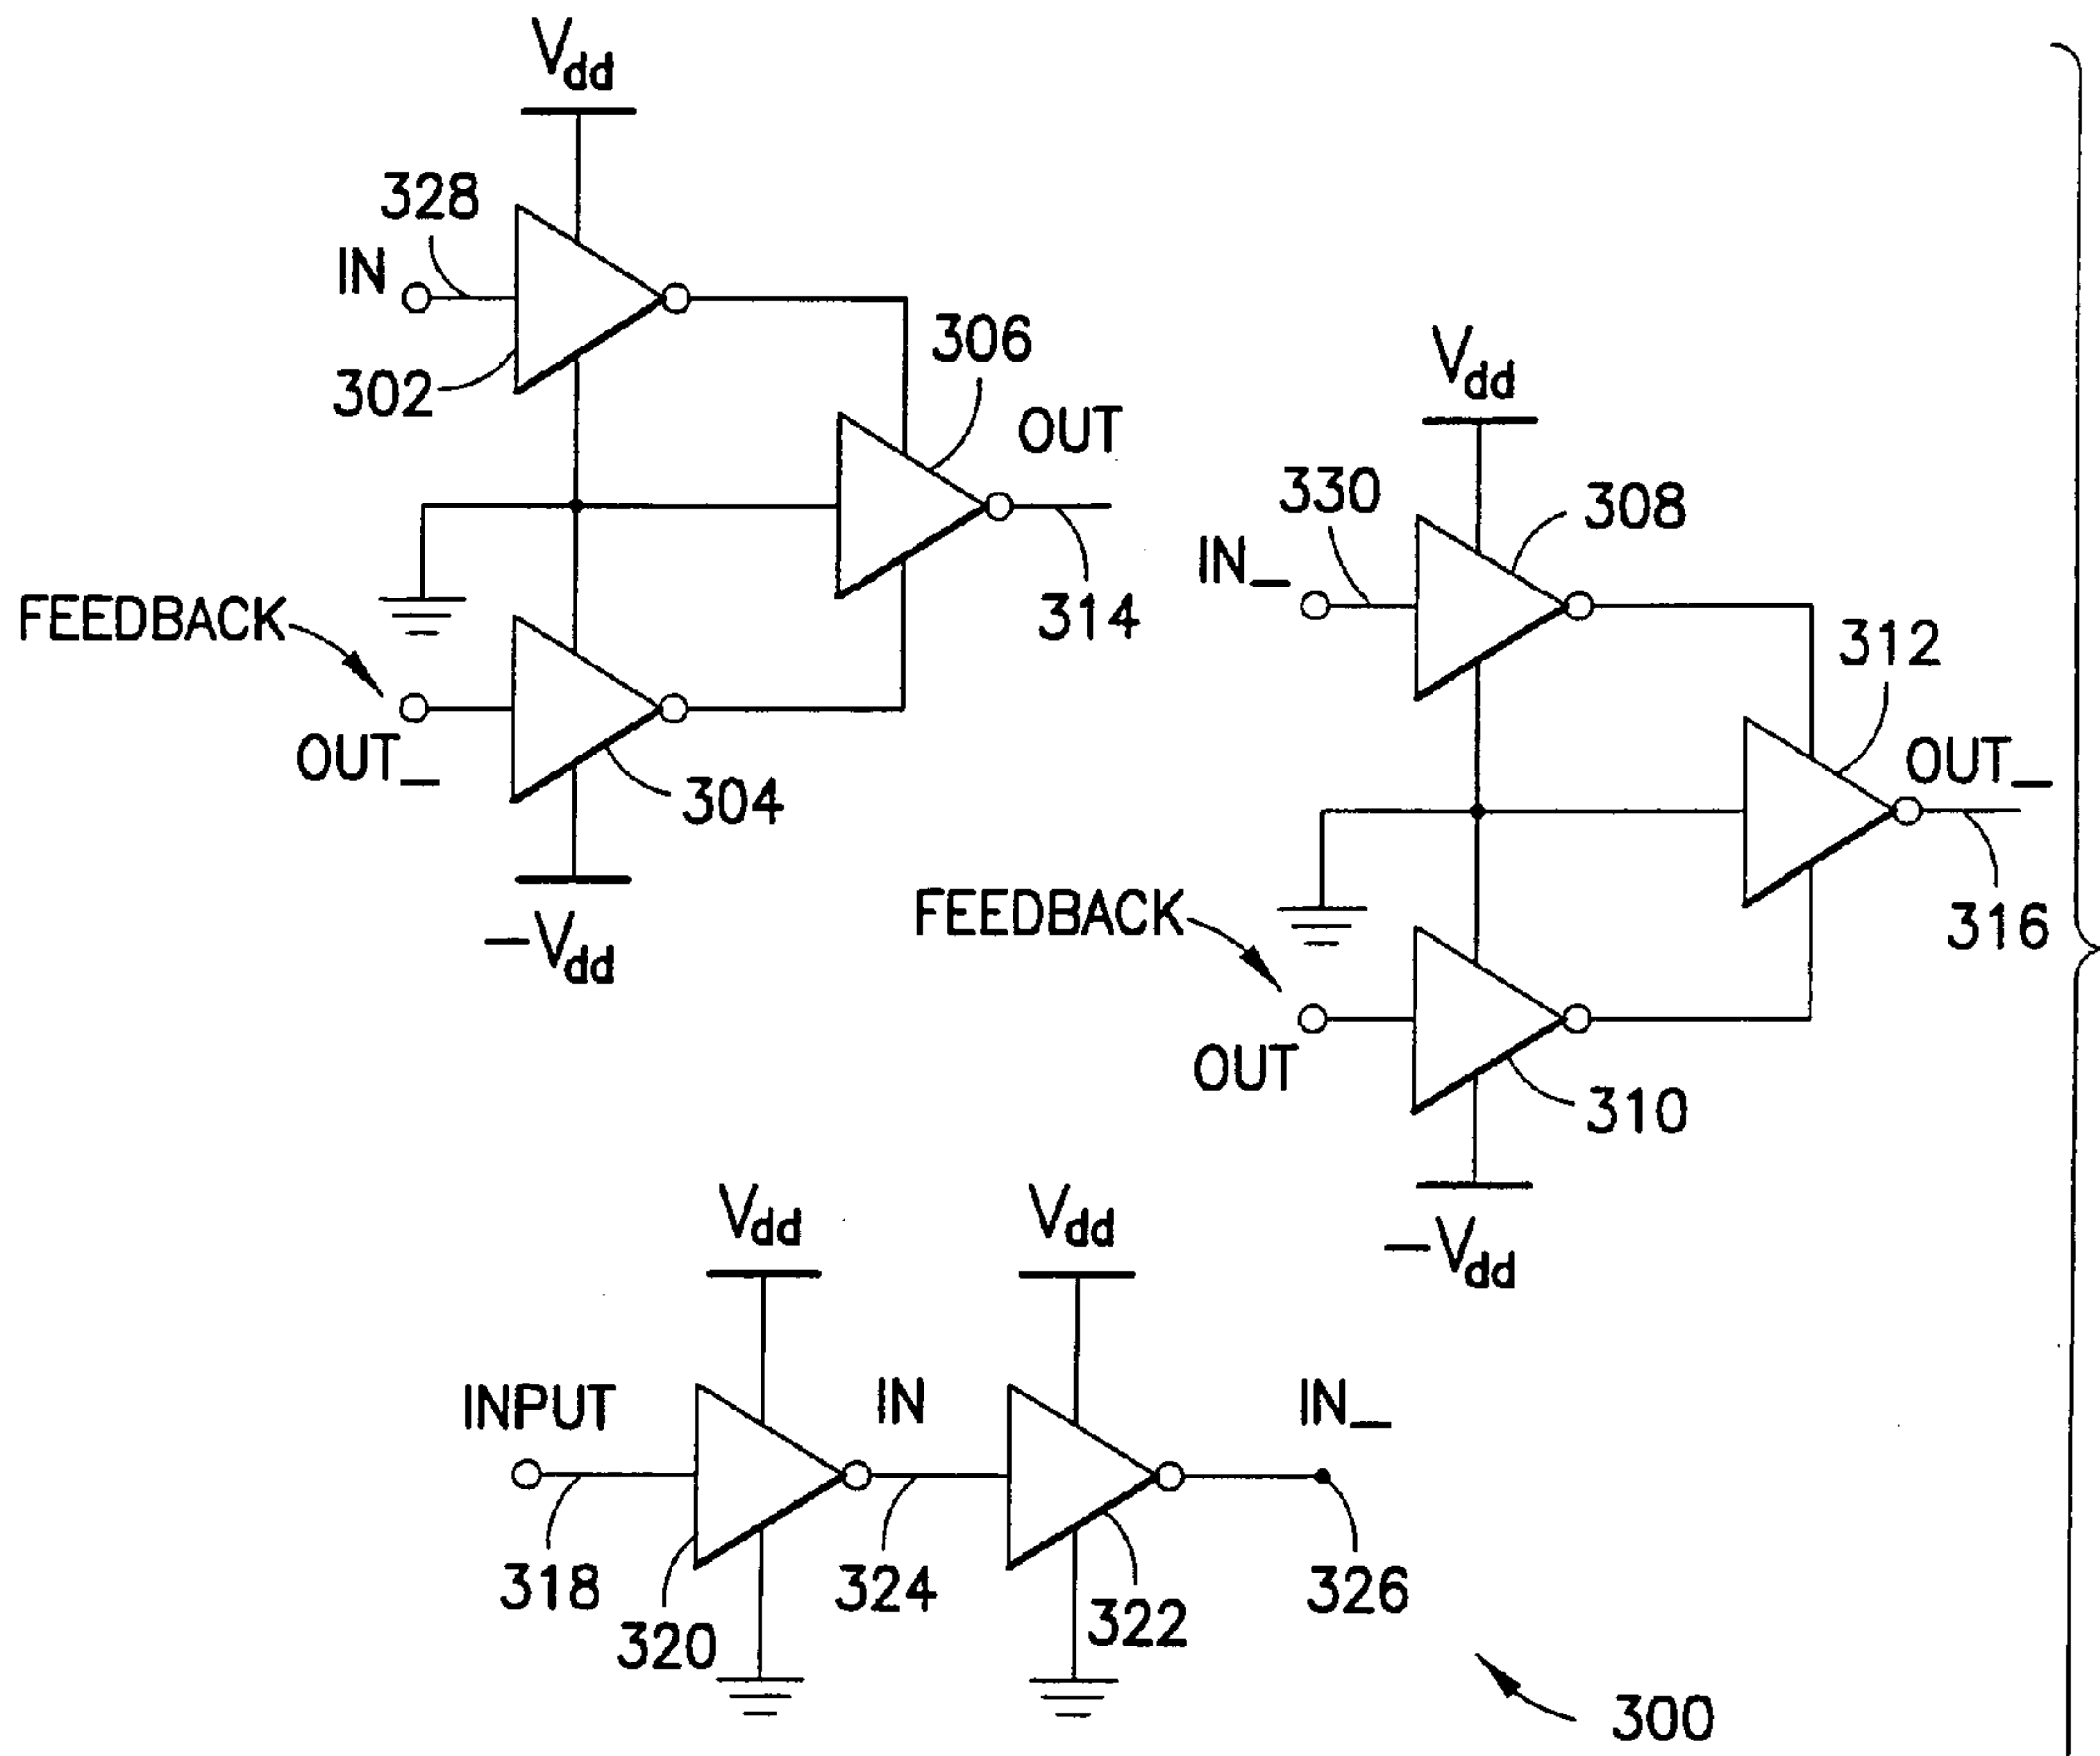 Vdd
328
IN
302
306
OUT
314
FEEDBACK
OUT_
304
-Vdd
Vdd
330
308
IN_
312
OUT_
316
FEEDBACK
OUT
310
-Vdd
Vdd
Vdd
INPUT
IN
IN_
318
320
324
322
326
300